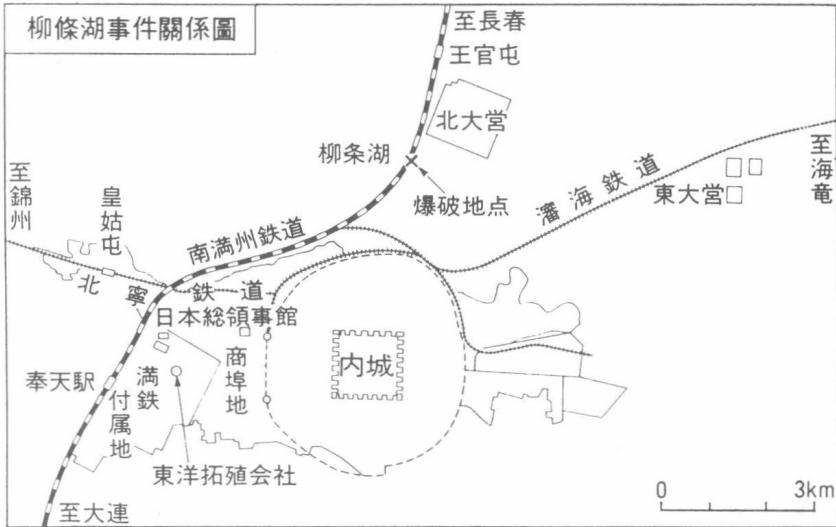 柳條湖事件關係圖
至長春
王官屯
北大営
柳条湖
爆破地点
瀋海鉄道
至海竜
東大営
至錦州
皇姑屯
南満州鉄道
北寧鉄道
日本総領事館
内城
商埠地
奉天駅
満鉄付属地
東洋拓殖会社
至大連
0 3km